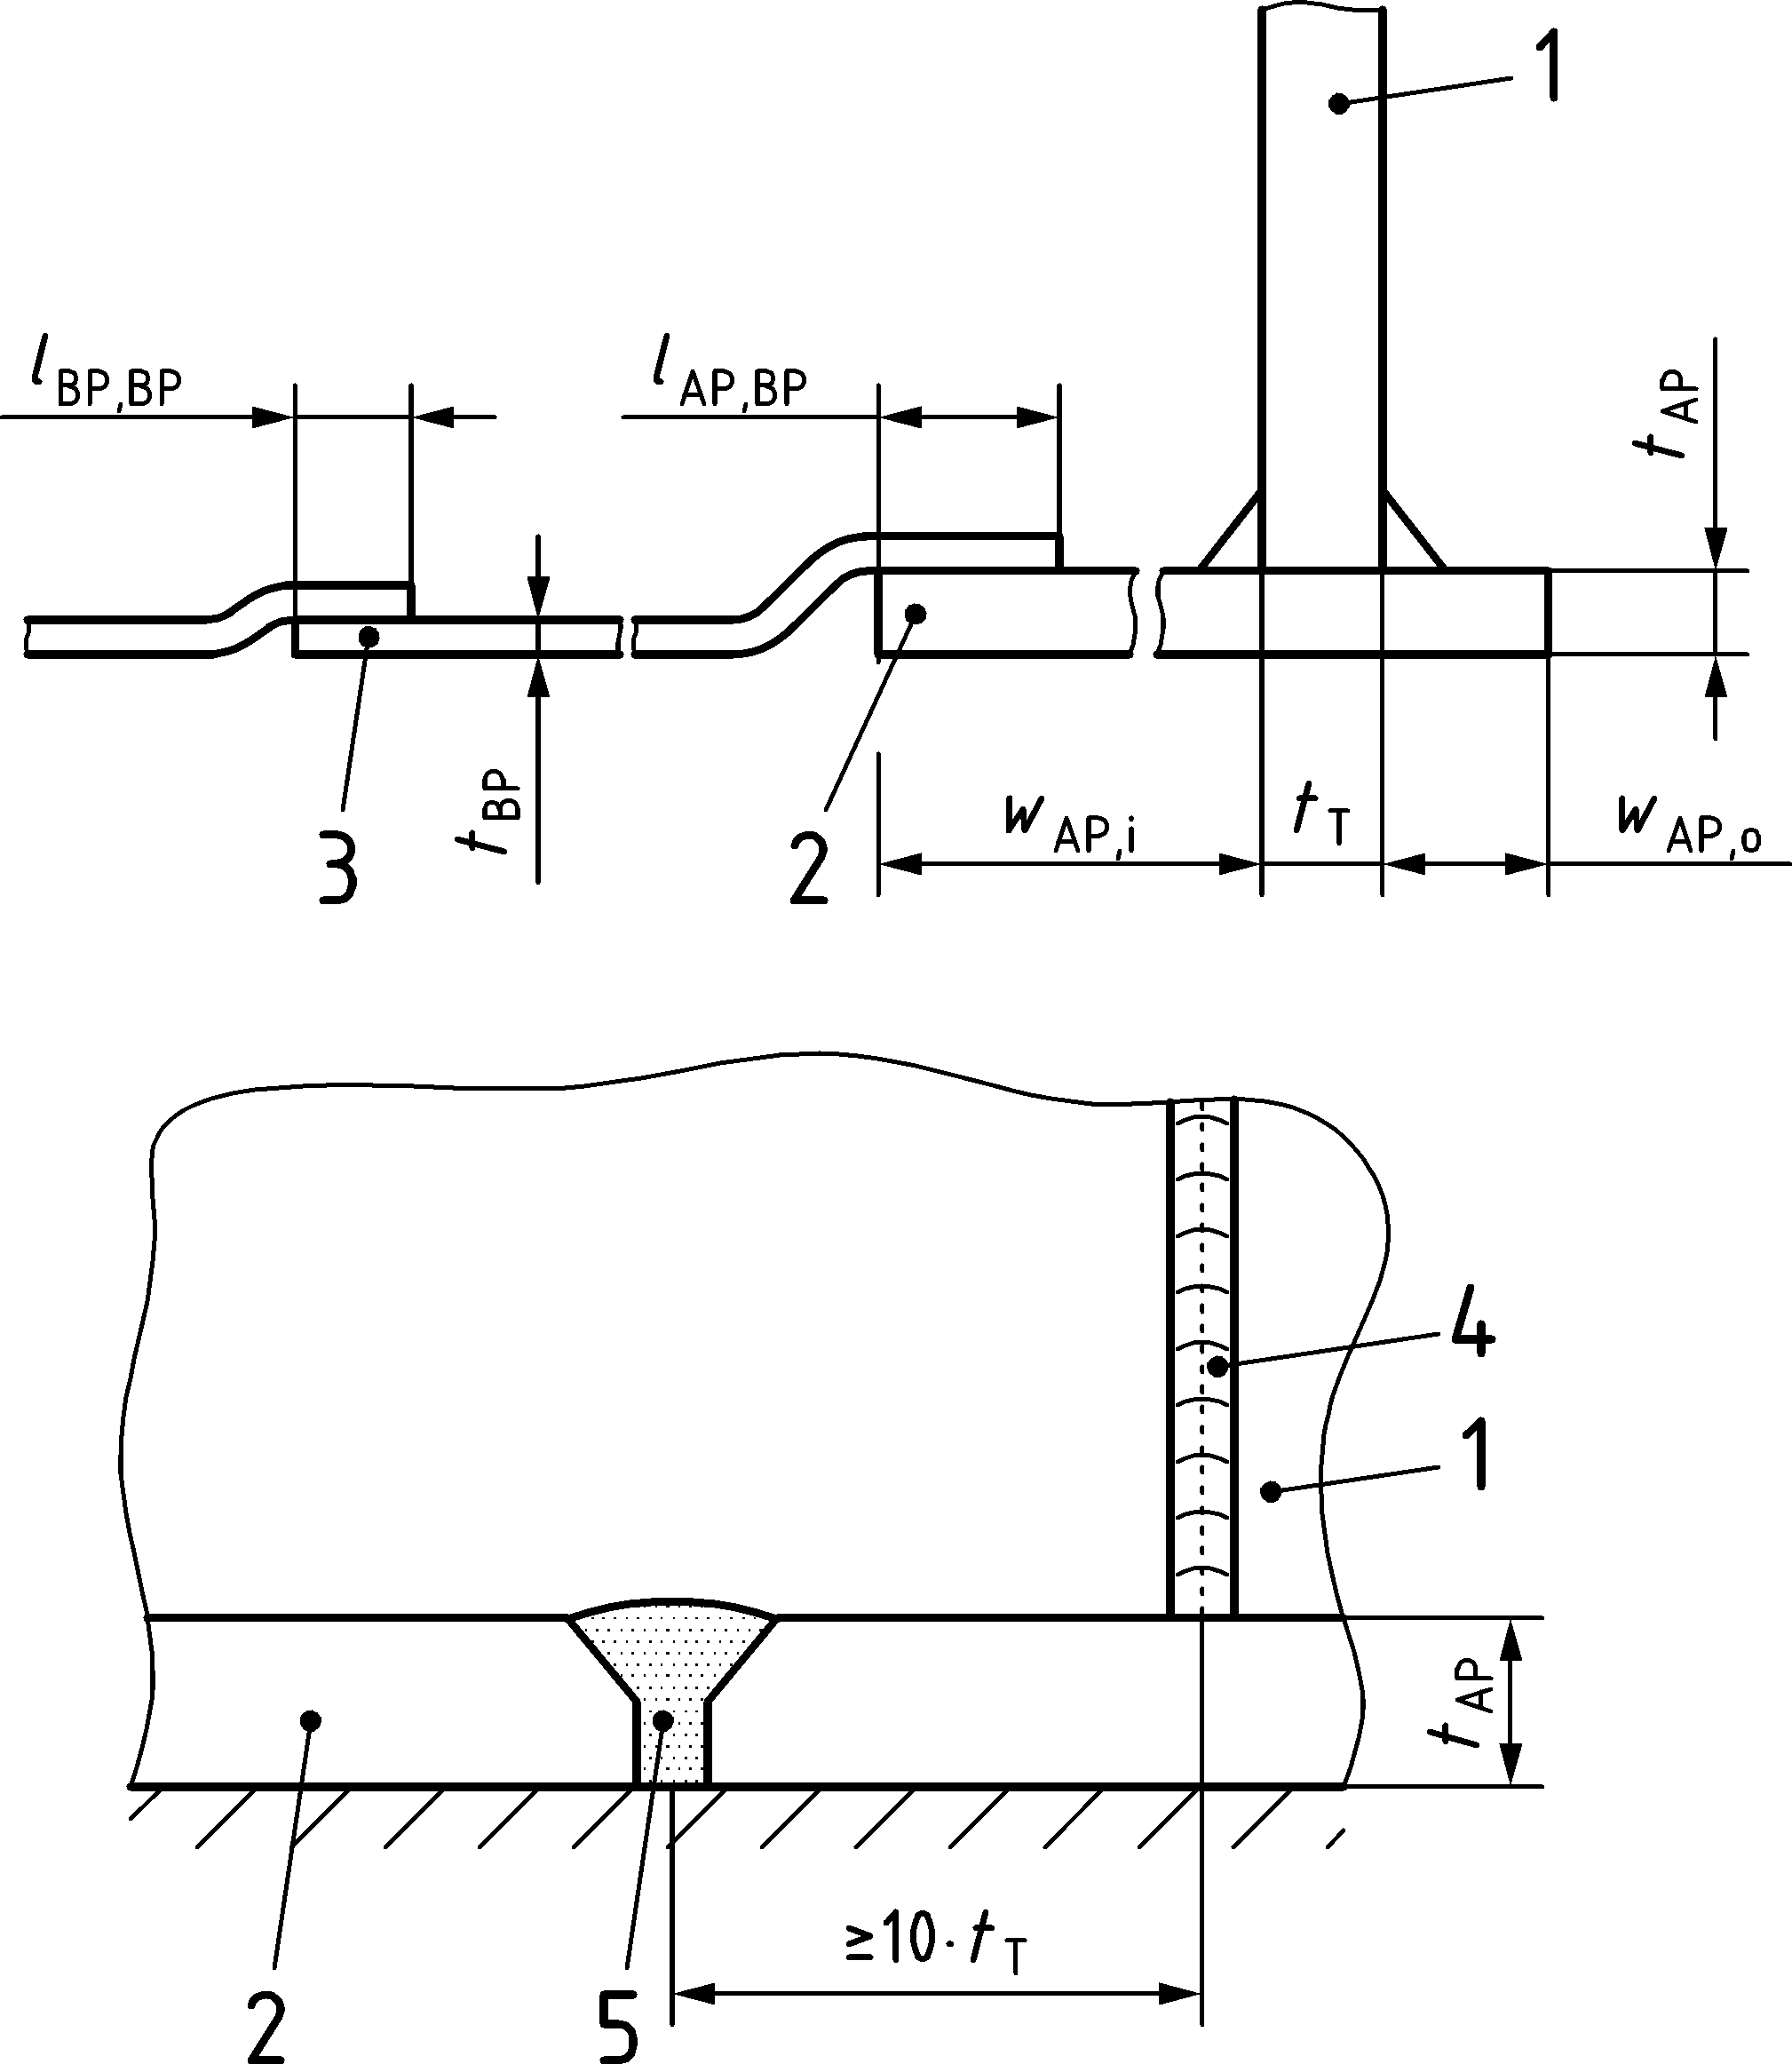 1
l BP,BP
l AP,BP
t AP
t BP
3
2
w AP,i
t T
w AP,o
4
1
t AP
≥10·t T
2
5